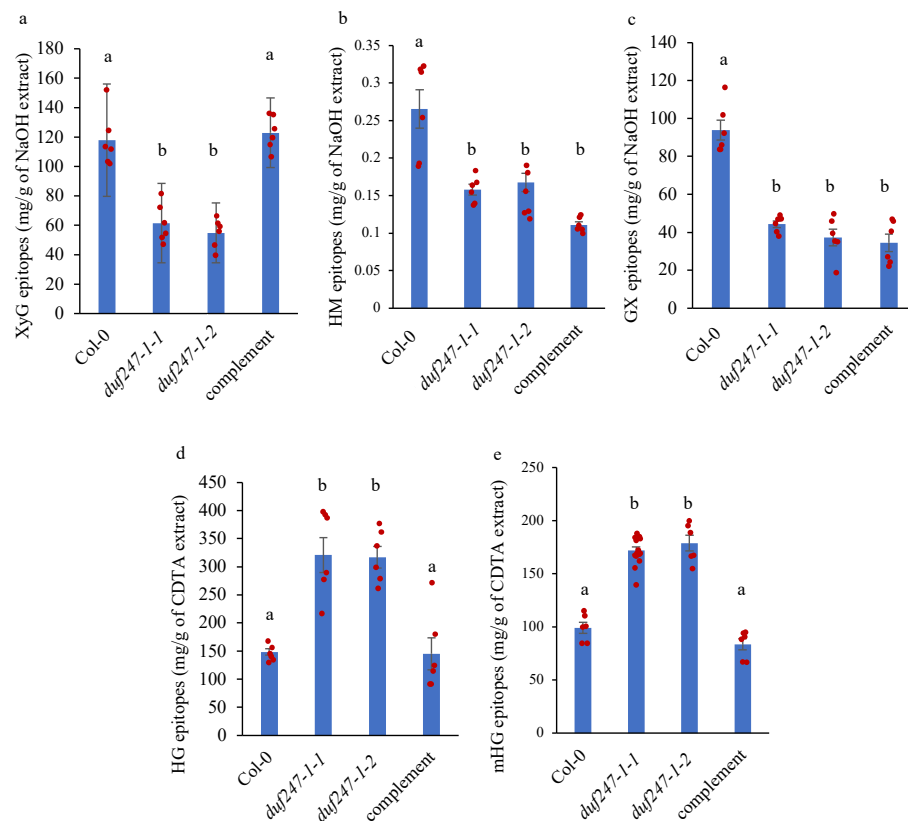 a
XyG epitopes (mg/g of NaOH extract)
180
160
140
120
100
80
60
40
20
0
a
b
b
a
Col-0
duf247-1-1
duf247-1-2
complement
b
HM epitopes (mg/g of NaOH extract)
0.35
0.3
0.25
0.2
0.15
0.1
0.05
0
a
b
b
b
Col-0
duf247-1-1
duf247-1-2
complement
c
GX epitopes (mg/g of NaOH extract)
140
120
100
80
60
40
20
0
a
b
b
b
Col-0
duf247-1-1
duf247-1-2
complement
d
HG epitopes (mg/g of CDTA extract)
450
400
350
300
250
200
150
100
50
0
a
b
b
a
Col-0
duf247-1-1
duf247-1-2
complement
e
mHG epitopes (mg/g of CDTA extract)
250
200
150
100
50
0
a
b
b
a
Col-0
duf247-1-1
duf247-1-2
complement